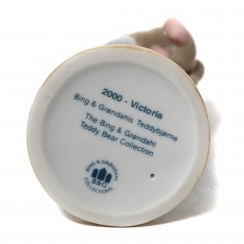 2000 - Victoria
Bing & Grøndahls Teddybjørne
The Bing & Grøndahl
Teddy Bear Collection
BING & GRØNDAHL
B&G
COLLECTIONS